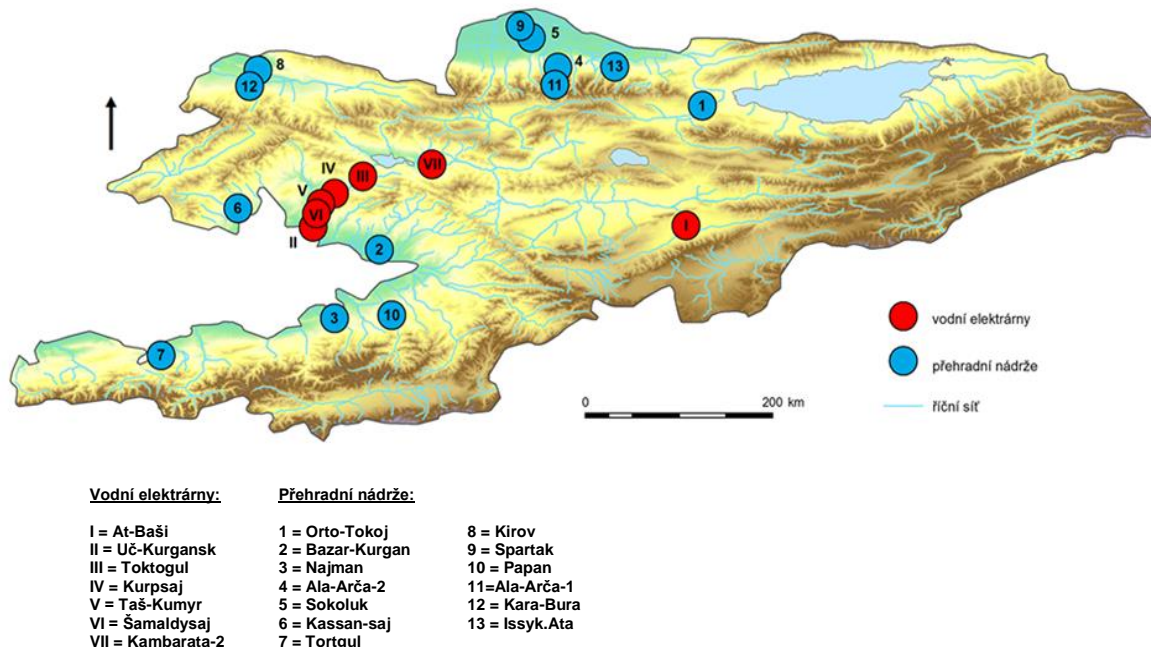 9
5
8
4
13
12
11
1
VII
IV
III
V
6
VI
I
II
2
3
10
7
vodní elektrárny
přehradní nádrže
říční síť
0 200 km
Vodní elektrárny: Přehradní nádrže:
I = At-Baši 1 = Orto-Tokoj 8 = Kirov
II = Uč-Kurgansk 2 = Bazar-Kurgan 9 = Spartak
III = Toktogul 3 = Najman 10 = Papan
IV = Kurpsaj 4 = Ala-Arča-2 11=Ala-Arča-1
V = Taš-Kumyr 5 = Sokoluk 12 = Kara-Bura
VI = Šamaldysaj 6 = Kassan-saj 13 = Issyk.Ata
VII = Kambarata-2 7 = Tortgul